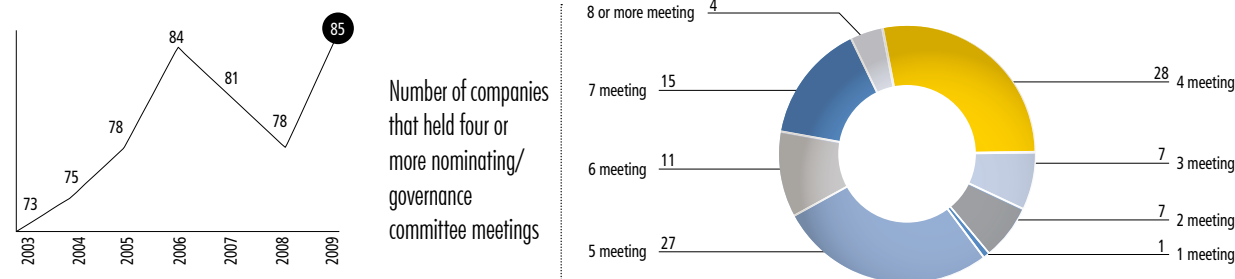 73
75
78
84
81
78
85
2003
2004
2005
2006
2007
2008
2009
Number of companies
that held four or
more nominating/
governance
committee meetings
8 or more meeting 4
7 meeting 15
6 meeting 11
5 meeting 27
28 4 meeting
7 3 meeting
7 2 meeting
1 1 meeting